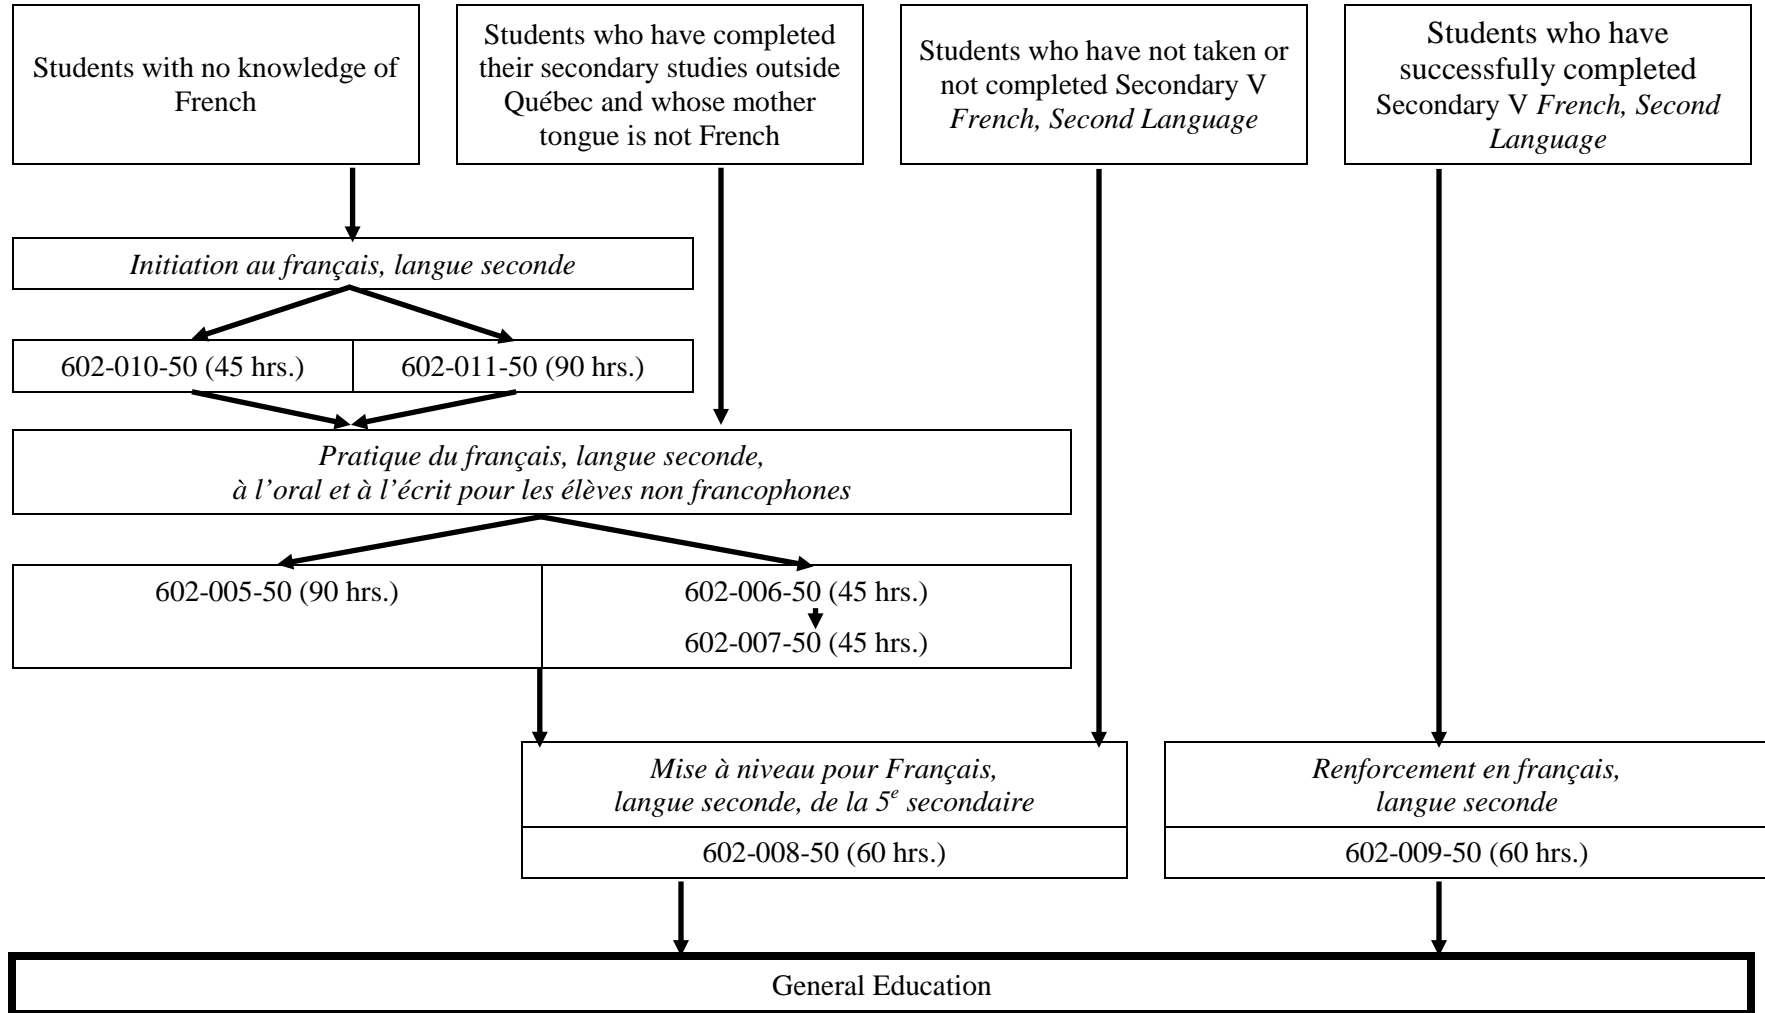 Students with no knowledge of
French
Students who have completed
their secondary studies outside
Québec and whose mother
tongue is not French
Students who have not taken or
not completed Secondary V
French, Second Language
Students who have
successfully completed
Secondary V French, Second
Language
Initiation au français, langue seconde
602-010-50 (45 hrs.)
602-011-50 (90 hrs.)
Pratique du français, langue seconde,
à l’oral et à l’écrit pour les élèves non francophones
602-005-50 (90 hrs.)
602-006-50 (45 hrs.)
602-007-50 (45 hrs.)
Mise à niveau pour Français,
langue seconde, de la 5e secondaire
602-008-50 (60 hrs.)
Renforcement en français,
langue seconde
602-009-50 (60 hrs.)
General Education